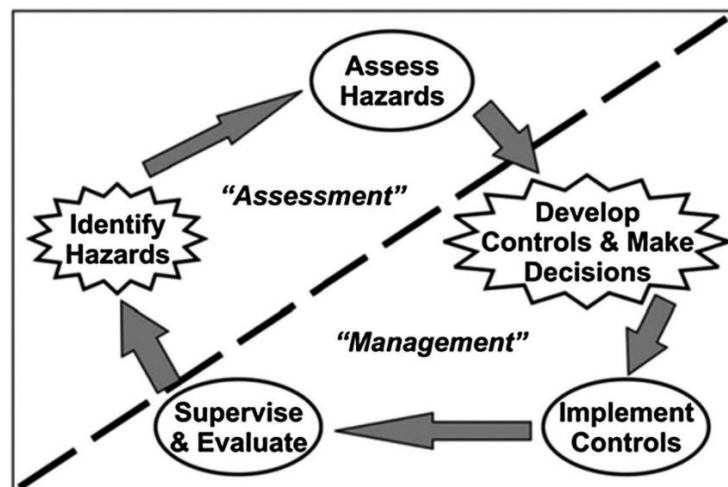 Assess
Hazards
“Assessment”
Identify
Hazards
Develop
Controls & Make
Decisions
“Management”
Supervise
& Evaluate
Implement
Controls